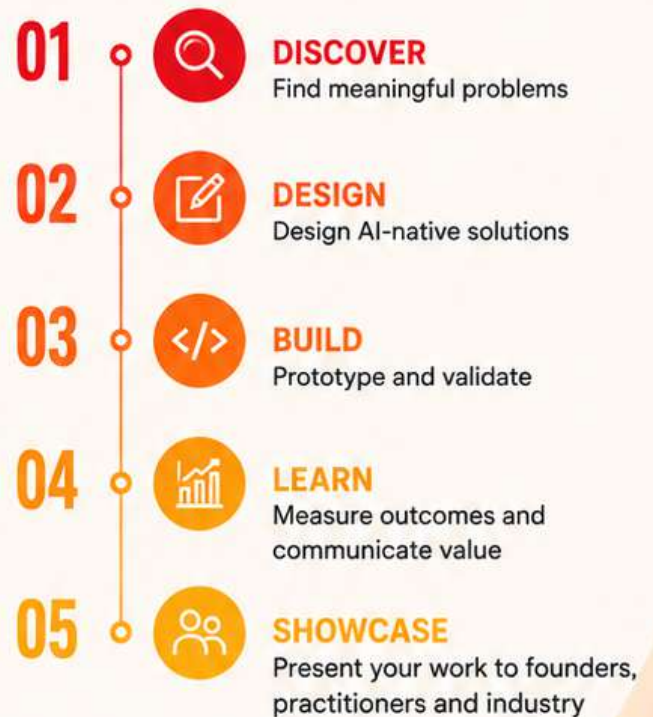 01
DISCOVER
Find meaningful problems
02
DESIGN
Design AI-native solutions
03
</>
BUILD
Prototype and validate
04
LEARN
Measure outcomes and
communicate value
05
SHOWCASE
Present your work to founders,
practitioners and industry